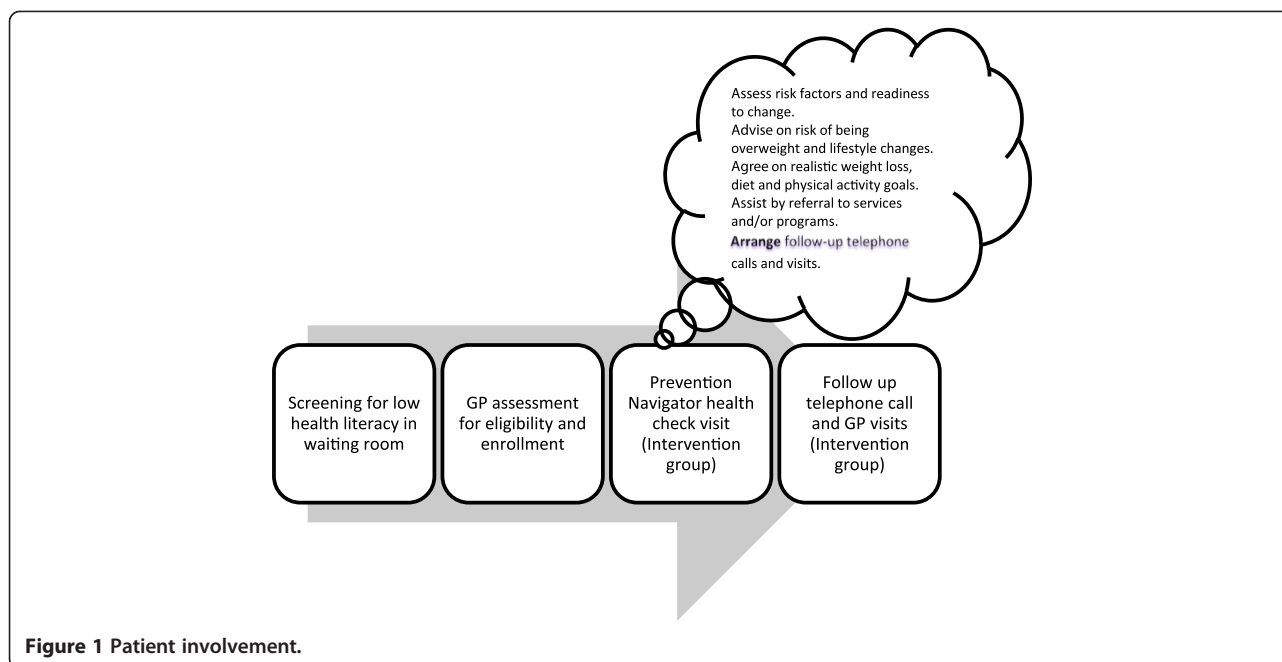 Assess risk factors and readiness
to change.
Advise on risk of being
overweight and lifestyle changes.
Agree on realistic weight loss,
diet and physical activity goals.
Assist by referral to services
and/or programs.
Arrange follow-up telephone
calls and visits.
Screening for low
health literacy in
waiting room
GP assessment
for eligibility and
enrollment
Prevention
Navigator health
check visit
(Intervention
group)
Follow up
telephone call
and GP visits
(Intervention
group)
Figure 1 Patient involvement.